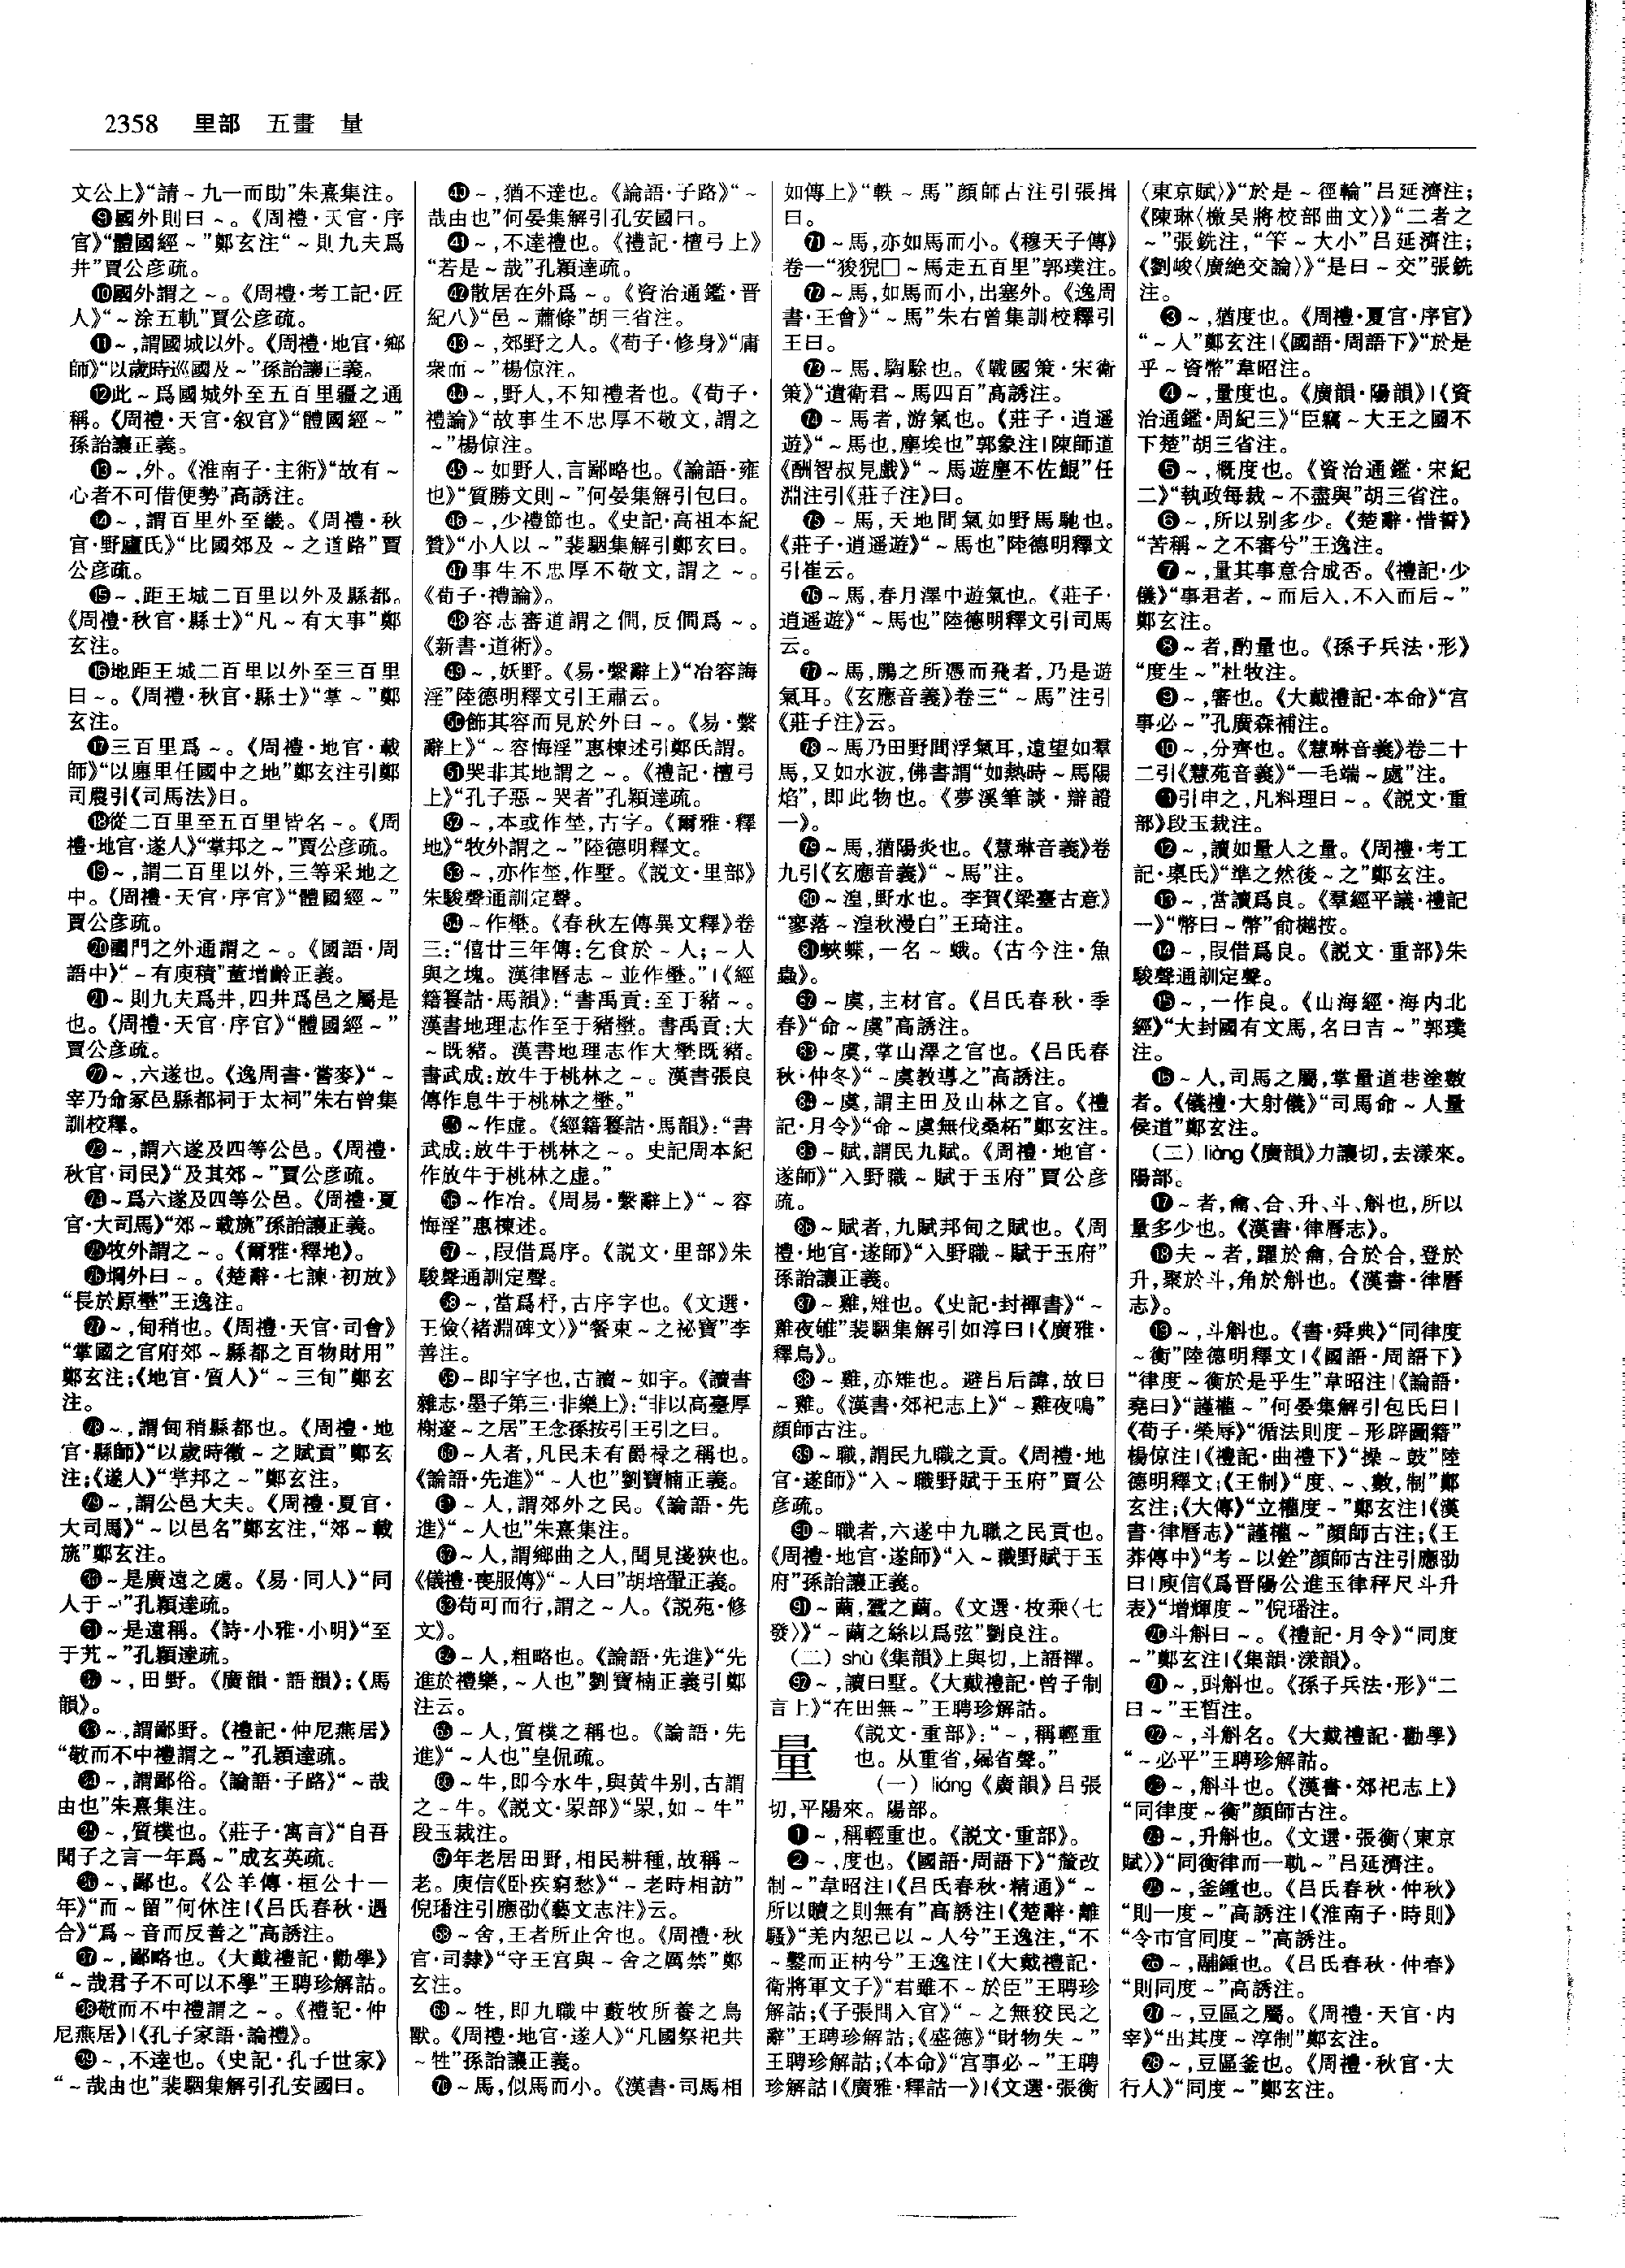 2358 里部 五畫 量
文公上》“請～九一而助”朱熹集注。
❾國外則曰～。《周禮·天官·序
官》“體國經～”鄭玄注“～則九夫爲
井”賈公彦疏。
❿國外謂之～。《周禮·考工記·匠
人》“～涂五軌”賈公彦疏。
⓫～,謂國城以外。《周禮·地官·鄉
師》“以歲時巡國及～”孫詒讓正義。
⓬此～爲國城外至五百里疆之通
稱。《周禮·天官·叙官》“體國經～”
孫詒讓正義。
⓭～,外。《淮南子·主術》“故有～
心者不可借便勢”高誘注。
⓮～,謂百里外至畿。《周禮·秋
官·野廬氏》“比國郊及～之道路”賈
公彦疏。
⓯～,距王城二百里以外及縣都。
《周禮·秋官·縣士》“凡～有大事”鄭
玄注。
⓰地距王城二百里以外至三百里
曰～。《周禮·秋官·縣士》“掌～”鄭
玄注。
⓱三百里爲～。《周禮·地官·載
師》“以廛里任國中之地”鄭玄注引鄭
司農引《司馬法》曰。
⓲從二百里至五百里皆名～。《周
禮·地官·遂人》“掌邦之～”賈公彦疏。
⓳～,謂二百里以外,三等采地之
中。《周禮·天官·序官》“體國經～”
賈公彦疏。
⓴國門之外通謂之～。《國語·周
語中》“～有庾積”董增齡正義。
㉑～則九夫爲井,四井爲邑之屬是
也。《周禮·天官·序官》“體國經～”
賈公彦疏。
㉒～,六遂也。《逸周書·嘗麥》“～
宰乃命冢邑縣都祠于太祠”朱右曾集
訓校釋。
㉓～,謂六遂及四等公邑。《周禮·
秋官·司民》“及其郊～”賈公彦疏。
㉔～爲六遂及四等公邑。《周禮·夏
官·大司馬》“郊～載旐”孫詒讓正義。
㉕牧外謂之～。《爾雅·釋地》。
㉖坰外曰～。《楚辭·七諫·初放》
“長於原壄”王逸注。
㉗～,甸稍也。《周禮·天官·司會》
“掌國之官府郊～縣都之百物財用”
鄭玄注;《地官·質人》“～三旬”鄭玄
注。
㉘～,謂甸稍縣都也。《周禮·地
官·縣師》“以歲時徵～之賦貢”鄭玄
注;《遂人》“掌邦之～”鄭玄注。
㉙～,謂公邑大夫。《周禮·夏官·
大司馬》“～以邑名”鄭玄注,“郊～載
旐”鄭玄注。
㉚～是廣遠之處。《易·同人》“同
人于～”孔穎達疏。
㉛～是遠稱。《詩·小雅·小明》“至
于艽～”孔穎達疏。
㉜～,田野。《廣韻·語韻》;《馬
韻》。
㉝～,謂鄙野。《禮記·仲尼燕居》
“敬而不中禮謂之～”孔穎達疏。
㉞～,謂鄙俗。《論語·子路》“～哉
由也”朱熹集注。
㉟～,質樸也。《莊子·寓言》“自吾
聞子之言一年爲～”成玄英疏。
㊱～,鄙也。《公羊傳·桓公十一
年》“而～留”何休注|《吕氏春秋·遇
合》“爲～音而反善之”高誘注。
㊲～,鄙略也。《大戴禮記·勸學》
“～哉君子不可以不學”王聘珍解詁。
㊳敬而不中禮謂之～。《禮記·仲
尼燕居》|《孔子家語·論禮》。
㊴～,不達也。《史記·孔子世家》
“～哉由也”裴駰集解引孔安國曰。
㊵～,猶不達也。《論語·子路》“～
哉由也”何晏集解引孔安國曰。
㊶～,不達禮也。《禮記·檀弓上》
“若是～哉”孔穎達疏。
㊷散居在外爲～。《資治通鑑·晋
紀八》“邑～蕭條”胡三省注。
㊸～,郊野之人。《荀子·修身》“庸
衆而～”楊倞注。
㊹～,野人,不知禮者也。《荀子·
禮論》“故事生不忠厚不敬文,謂之
～”楊倞注。
㊺～如野人,言鄙略也。《論語·雍
也》“質勝文則～”何晏集解引包曰。
㊻～,少禮節也。《史記·高祖本紀
贊》“小人以～”裴駰集解引鄭玄曰。
㊼事生不忠厚不敬文,謂之～。
《荀子·禮論》。
㊽容志審道謂之僩,反僩爲～。
《新書·道術》。
㊾～,妖野。《易·繫辭上》“冶容誨
淫”陸德明釋文引王肅云。
㊿飾其容而見於外曰～。《易·繫
辭上》“～容悔淫”惠棟述引鄭氏謂。
51哭非其地謂之～。《禮記·檀弓
上》“孔子惡～哭者”孔穎達疏。
52～,本或作埜,古字。《爾雅·釋
地》“牧外謂之～”陸德明釋文。
53～,亦作埜,作墅。《説文·里部》
朱駿聲通訓定聲。
54～作壄。《春秋左傳異文釋》卷
三:“僖廿三年傳:乞食於～人;～人
與之塊。漢律曆志～並作壄。”|《經
籍籑詁·馬韻》:“書禹貢:至于豬～。
漢書地理志作至于豬壄。書禹貢:大
～既豬。漢書地理志作大壄既豬。
書武成:放牛于桃林之～。漢書張良
傳作息牛于桃林之壄。”
55～作虚。《經籍籑詁·馬韻》:“書
武成:放牛于桃林之～。史記周本紀
作放牛于桃林之虚。”
56～作冶。《周易·繫辭上》“～容
悔淫”惠棟述。
57～,叚借爲序。《説文·里部》朱
駿聲通訓定聲。
58～,當爲杼,古序字也。《文選·
王儉〈褚淵碑文〉》“餐東～之祕寶”李
善注。
59～即宇字也,古讀～如宇。《讀書
雜志·墨子第三·非樂上》:“非以高臺厚
榭邃～之居”王念孫按引王引之曰。
60～人者,凡民未有爵禄之稱也。
《論語·先進》“～人也”劉寶楠正義。
61～人,謂郊外之民。《論語·先
進》“～人也”朱熹集注。
62～人,謂鄉曲之人,聞見淺狹也。
《儀禮·喪服傳》“～人曰”胡培翬正義。
63苟可而行,謂之～人。《説苑·修
文》。
64～人,粗略也。《論語·先進》“先
進於禮樂,～人也”劉寶楠正義引鄭
注云。
65～人,質樸之稱也。《論語·先
進》“～人也”皇侃疏。
66～牛,即今水牛,與黄牛别,古謂
之～牛。《説文·𤉡部》“𤉡,如～牛”
段玉裁注。
67年老居田野,相民耕種,故稱～
老。庾信《卧疾窮愁》“～老時相訪”
倪璠注引應劭《藝文志注》云。
68～舍,王者所止舍也。《周禮·秋
官·司隸》“守王宫與～舍之厲禁”鄭
玄注。
69～牲,即九職中藪牧所養之鳥
獸。《周禮·地官·遂人》“凡國祭祀共
～牲”孫詒讓正義。
70～馬,似馬而小。《漢書·司馬相
如傳上》“軼～馬”顔師古注引張揖
曰。
71～馬,亦如馬而小。《穆天子傳》
卷一“狻猊□～馬走五百里”郭璞注。
72～馬,如馬而小,出塞外。《逸周
書·王會》“～馬”朱右曾集訓校釋引
王曰。
73～馬,騊駼也。《戰國策·宋衛
策》“遺衛君～馬四百”高誘注。
74～馬者,游氣也。《莊子·逍遥
遊》“～馬也,塵埃也”郭象注|陳師道
《酬智叔見戲》“～馬遊塵不佐鯤”任
淵注引《莊子注》曰。
75～馬,天地間氣如野馬馳也。
《莊子·逍遥遊》“～馬也”陸德明釋文
引崔云。
76～馬,春月澤中遊氣也。《莊子·
逍遥遊》“～馬也”陸德明釋文引司馬
云。
77～馬,鵬之所憑而飛者,乃是遊
氣耳。《玄應音義》卷三“～馬”注引
《莊子注》云。
78～馬乃田野間浮氣耳,遠望如羣
馬,又如水波,佛書謂“如熱時～馬陽
焰”,即此物也。《夢溪筆談·辯證
一》。
79～馬,猶陽炎也。《慧琳音義》卷
九引《玄應音義》“～馬”注。
80～湟,野水也。李賀《梁臺古意》
“寥落～湟秋漫白”王琦注。
81蛺蝶,一名～蛾。《古今注·魚
蟲》。
82～虞,主材官。《吕氏春秋·季
春》“命～虞”高誘注。
83～虞,掌山澤之官也。《吕氏春
秋·仲冬》“～虞教導之”高誘注。
84～虞,謂主田及山林之官。《禮
記·月令》“命～虞無伐桑柘”鄭玄注。
85～賦,謂民九賦。《周禮·地官·
遂師》“入野職～賦于玉府”賈公彦
疏。
86～賦者,九賦邦甸之賦也。《周
禮·地官·遂師》“入野職～賦于玉府”
孫詒讓正義。
87～雞,雉也。《史記·封禪書》“～
雞夜雊”裴駰集解引如淳曰|《廣雅·
釋鳥》。
88～雞,亦雉也。避吕后諱,故曰
～雞。《漢書·郊祀志上》“～雞夜鳴”
顔師古注。
89～職,謂民九職之貢。《周禮·地
官·遂師》“入～職野賦于玉府”賈公
彦疏。
90～職者,六遂中九職之民貢也。
《周禮·地官·遂師》“入～職野賦于玉
府”孫詒讓正義。
91～繭,蠶之繭。《文選·枚乘〈七
發〉》“～繭之絲以爲弦”劉良注。
(二)shù《集韻》上與切,上語禪。
92～,讀曰墅。《大戴禮記·曾子制
言上》“在田無～”王聘珍解詁。
量
《説文·重部》:“～,稱輕重
也。从重省,曏省聲。”
(一)liáng《廣韻》吕張
切,平陽來。陽部。
❶～,稱輕重也。《説文·重部》。
❷～,度也。《國語·周語下》“釐改
制～”韋昭注|《吕氏春秋·精通》“～
所以贖之則無有”高誘注|《楚辭·離
騷》“羌内恕己以～人兮”王逸注,“不
～鑿而正枘兮”王逸注|《大戴禮記·
衛將軍文子》“君雖不～於臣”王聘珍
解詁;《子張問入官》“～之無狡民之
辭”王聘珍解詁;《盛德》“財物失～”
王聘珍解詁;《本命》“宫事必～”王聘
珍解詁|《廣雅·釋詁一》|《文選·張衡
〈東京賦〉》“於是～徑輪”吕延濟注;
《陳琳〈檄吴將校部曲文〉》“二者之
～”張銑注,“筭～大小”吕延濟注;
《劉峻〈廣絶交論〉》“是曰～交”張銑
注。
❸～,猶度也。《周禮·夏官·序官》
“～人”鄭玄注|《國語·周語下》“於是
乎～資幣”韋昭注。
❹～,量度也。《廣韻·陽韻》|《資
治通鑑·周紀三》“臣竊～大王之國不
下楚”胡三省注。
❺～,概度也。《資治通鑑·宋紀
二》“執政每裁～不盡與”胡三省注。
❻～,所以别多少。《楚辭·惜誓》
“苦稱～之不審兮”王逸注。
❼～,量其事意合成否。《禮記·少
儀》“事君者,～而后入,不入而后～”
鄭玄注。
❽～者,酌量也。《孫子兵法·形》
“度生～”杜牧注。
❾～,審也。《大戴禮記·本命》“宫
事必～”孔廣森補注。
❿～,分齊也。《慧琳音義》卷二十
二引《慧苑音義》“一毛端～處”注。
⓫引申之,凡料理曰～。《説文·重
部》段玉裁注。
⓬～,讀如量人之量。《周禮·考工
記·㮚氏》“準之然後～之”鄭玄注。
⓭～,當讀爲良。《羣經平議·禮記
一》“幣曰～幣”俞樾按。
⓮～,叚借爲良。《説文·重部》朱
駿聲通訓定聲。
⓯～,一作良。《山海經·海内北
經》“大封國有文馬,名曰吉～”郭璞
注。
⓰～人,司馬之屬,掌量道巷塗數
者。《儀禮·大射儀》“司馬命～人量
侯道”鄭玄注。
(二)liàng《廣韻》力讓切,去漾來。
陽部。
⓱～者,龠、合、升、斗、斛也,所以
量多少也。《漢書·律曆志》。
⓲夫～者,躍於龠,合於合,登於
升,聚於斗,角於斛也。《漢書·律曆
志》。
⓳～,斗斛也。《書·舜典》“同律度
～衡”陸德明釋文|《國語·周語下》
“律度～衡於是乎生”韋昭注|《論語·
堯曰》“謹權～”何晏集解引包氏曰|
《荀子·榮辱》“循法則度～形辟圖籍”
楊倞注|《禮記·曲禮下》“操～鼓”陸
德明釋文;《王制》“度、～、數,制”鄭
玄注;《大傳》“立權度～”鄭玄注|《漢
書·律曆志》“謹權～”顔師古注;《王
莽傳中》“考～以銓”顔師古注引應劭
曰|庾信《爲晋陽公進玉律秤尺斗升
表》“增輝度～”倪璠注。
⓴斗斛曰～。《禮記·月令》“同度
～”鄭玄注|《集韻·漾韻》。
㉑～,㪷斛也。《孫子兵法·形》“二
曰～”王晳注。
㉒～,斗斛名。《大戴禮記·勸學》
“～必平”王聘珍解詁。
㉓～,斛斗也。《漢書·郊祀志上》
“同律度～衡”顔師古注。
㉔～,升斛也。《文選·張衡〈東京
賦〉》“同衡律而一軌～”吕延濟注。
㉕～,釜鍾也。《吕氏春秋·仲秋》
“則一度～”高誘注|《淮南子·時則》
“令市官同度～”高誘注。
㉖～,鬴鍾也。《吕氏春秋·仲春》
“則同度～”高誘注。
㉗～,豆區之屬。《周禮·天官·内
宰》“出其度～淳制”鄭玄注。
㉘～,豆區釜也。《周禮·秋官·大
行人》“同度～”鄭玄注。